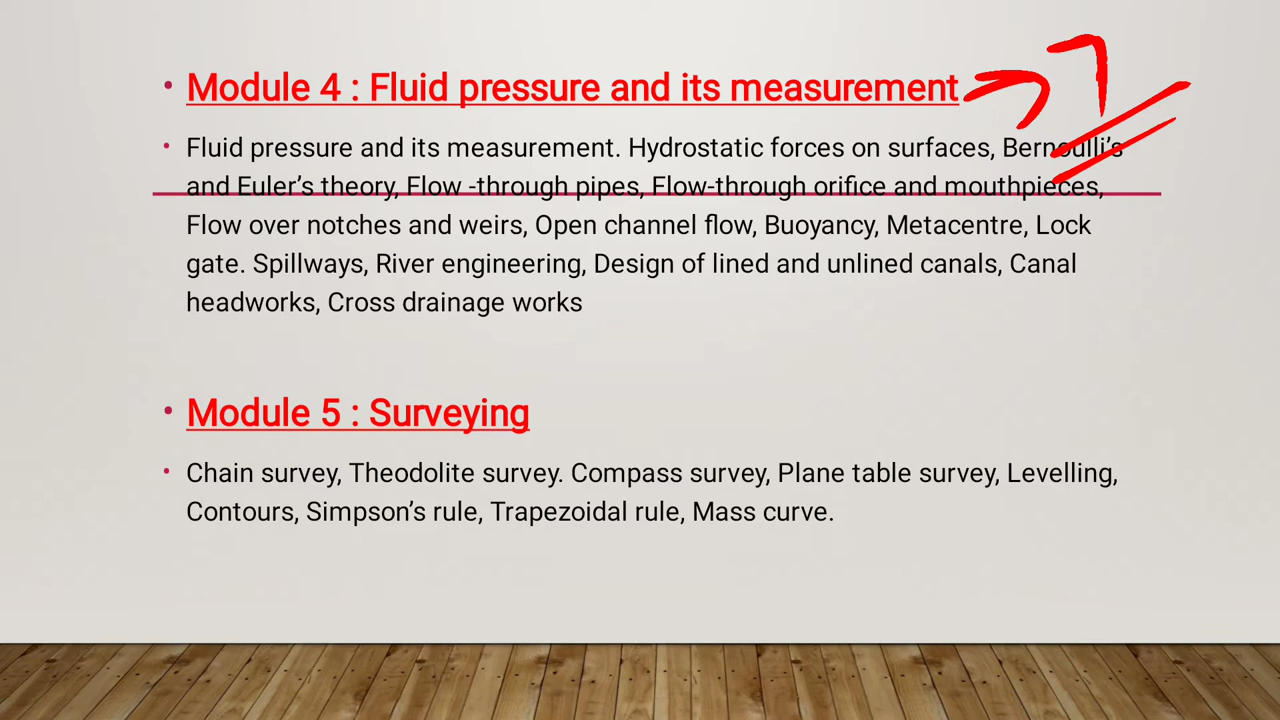 • Module 4 : Fluid pressure and its measurement
7
• Fluid pressure and its measurement. Hydrostatic forces on surfaces, Bernoulli’s
and Euler’s theory, Flow -through pipes, Flow-through orifice and mouthpieces,
Flow over notches and weirs, Open channel flow, Buoyancy, Metacentre, Lock
gate. Spillways, River engineering, Design of lined and unlined canals, Canal
headworks, Cross drainage works
• Module 5 : Surveying
• Chain survey, Theodolite survey. Compass survey, Plane table survey, Levelling,
Contours, Simpson’s rule, Trapezoidal rule, Mass curve.